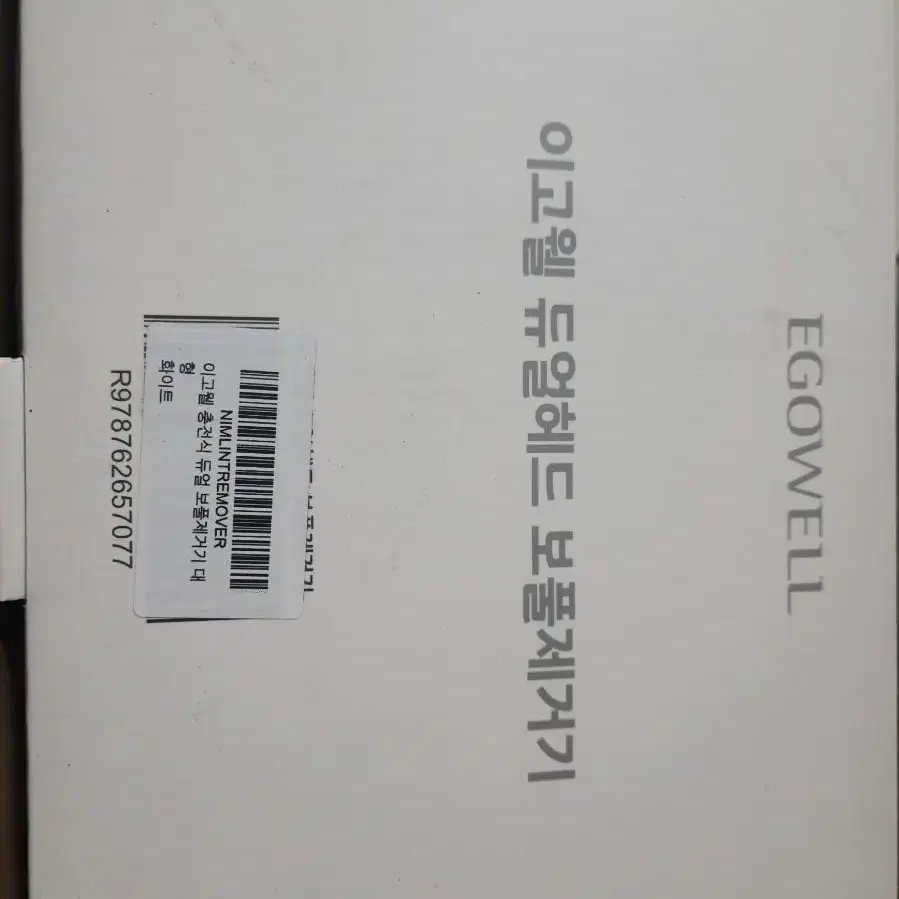 EGOWELL
이고웰 듀얼헤드 보풀제거기
NIMLINTREMOVER
이고웰 충전식 듀얼 보풀제거기 대
형
화이트
R978762657077